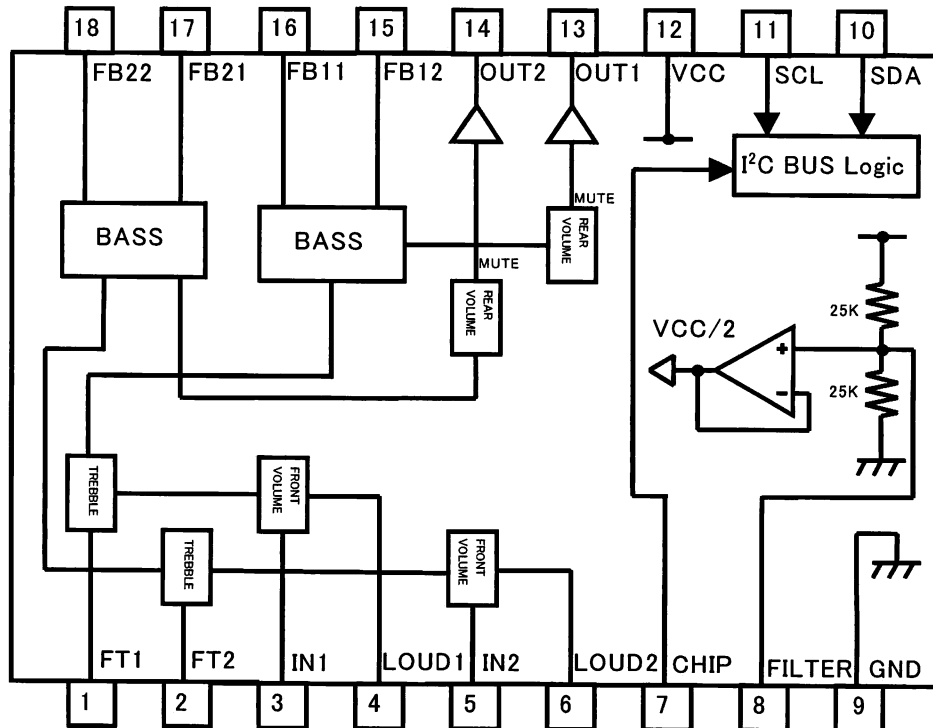 18 17 16 15 14 13 12 11 10
FB22 FB21 FB11 FB12 OUT2 OUT1 VCC SCL SDA
I²C BUS Logic
MUTE
BASS BASS
REAR VOLUME
MUTE
REAR VOLUME
25K
VCC/2
+
25K
-
TREBBLE
FRONT VOLUME
TREBBLE
FRONT VOLUME
FT1 FT2 IN1 LOUD1 IN2 LOUD2 CHIP FILTER GND
1 2 3 4 5 6 7 8 9